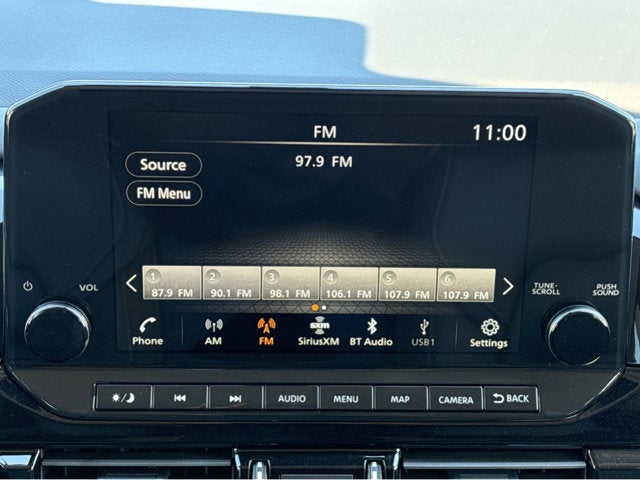 FM 11:00
Source 97.9 FM
FM Menu
1 2 3 4 5 6
87.9 FM 90.1 FM 98.1 FM 106.1 FM 107.9 FM 107.9 FM
VOL TUNE• SCROLL PUSH SOUND
Phone AM FM SiriusXM BT Audio USB1 Settings
sxm
AUDIO MENU MAP CAMERA BACK